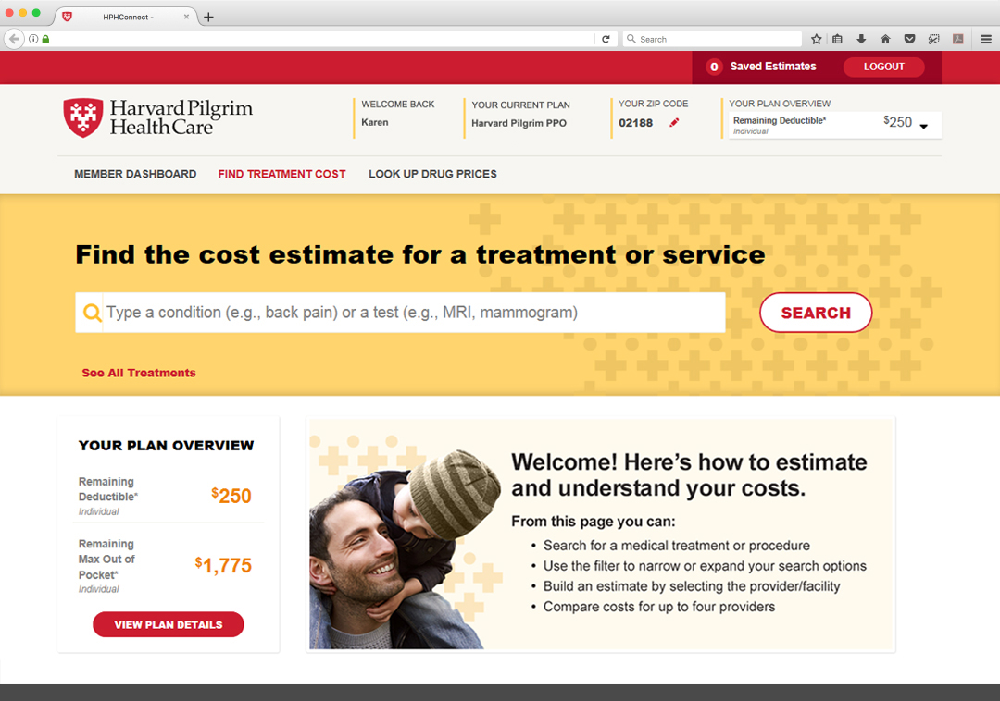 HPHConnect -
Search
0 Saved Estimates LOGOUT
Harvard Pilgrim
HealthCare
WELCOME BACK
Karen
YOUR CURRENT PLAN
Harvard Pilgrim PPO
YOUR ZIP CODE
02188
YOUR PLAN OVERVIEW
Remaining Deductible* $250
Individual
MEMBER DASHBOARD FIND TREATMENT COST LOOK UP DRUG PRICES
Find the cost estimate for a treatment or service
Type a condition (e.g., back pain) or a test (e.g., MRI, mammogram)
SEARCH
See All Treatments
YOUR PLAN OVERVIEW
Remaining
Deductible*
Individual
$250
Remaining
Max Out of
Pocket*
Individual
$1,775
VIEW PLAN DETAILS
Welcome! Here’s how to estimate
and understand your costs.
From this page you can:
• Search for a medical treatment or procedure
• Use the filter to narrow or expand your search options
• Build an estimate by selecting the provider/facility
• Compare costs for up to four providers